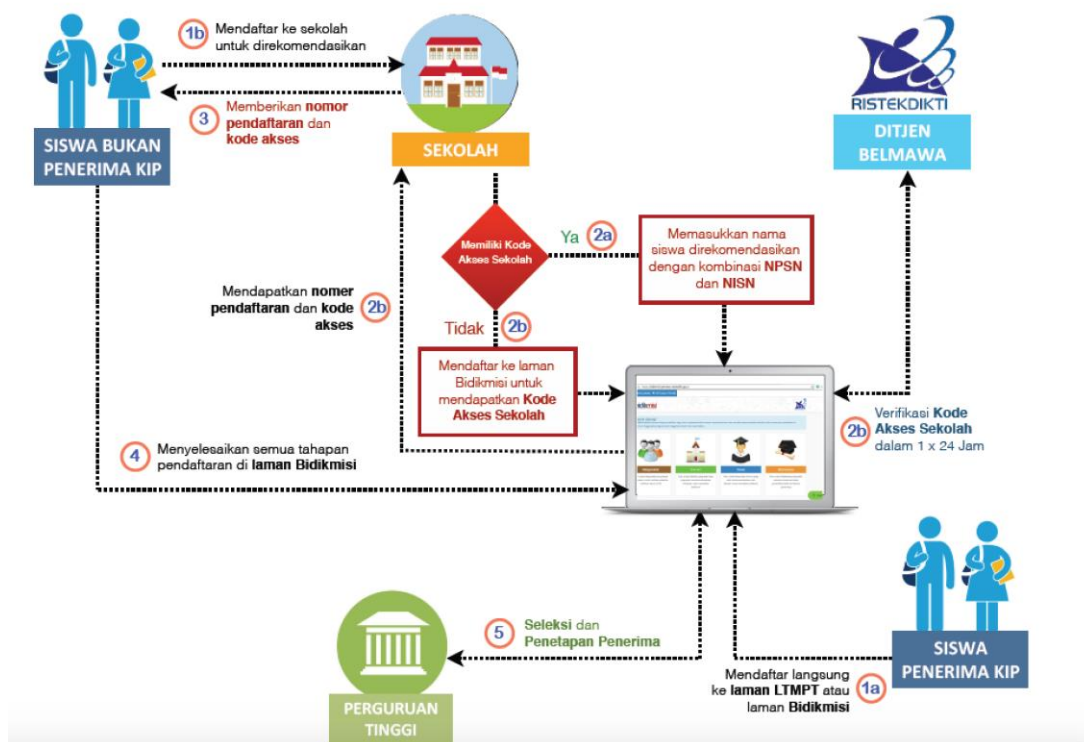 1b
Mendaftar ke sekolah
untuk direkomendasikan
3
Memberikan nomor
pendaftaran dan
kode akses
SISWA BUKAN
PENERIMA KIP
SEKOLAH
RISTEKDIKTI
DITJEN
BELMAWA
Memiliki Kode
Akses Sekolah
Ya
2a
Memasukkan nama
siswa direkomendasikan
dengan kombinasi NPSN
dan NISN
Mendapatkan nomer
pendaftaran dan kode
akses
2b
Tidak
2b
Mendaftar ke laman
Bidikmisi untuk
mendapatkan Kode
Akses Sekolah
2b
Verifikasi Kode
Akses Sekolah
dalam 1 x 24 Jam
4
Menyelesaikan semua tahapan
pendaftaran di laman Bidikmisi
5
Seleksi dan
Penetapan Penerima
PERGURUAN
TINGGI
SISWA
PENERIMA KIP
Mendaftar langsung
ke laman LTMPT atau
laman Bidikmisi
1a